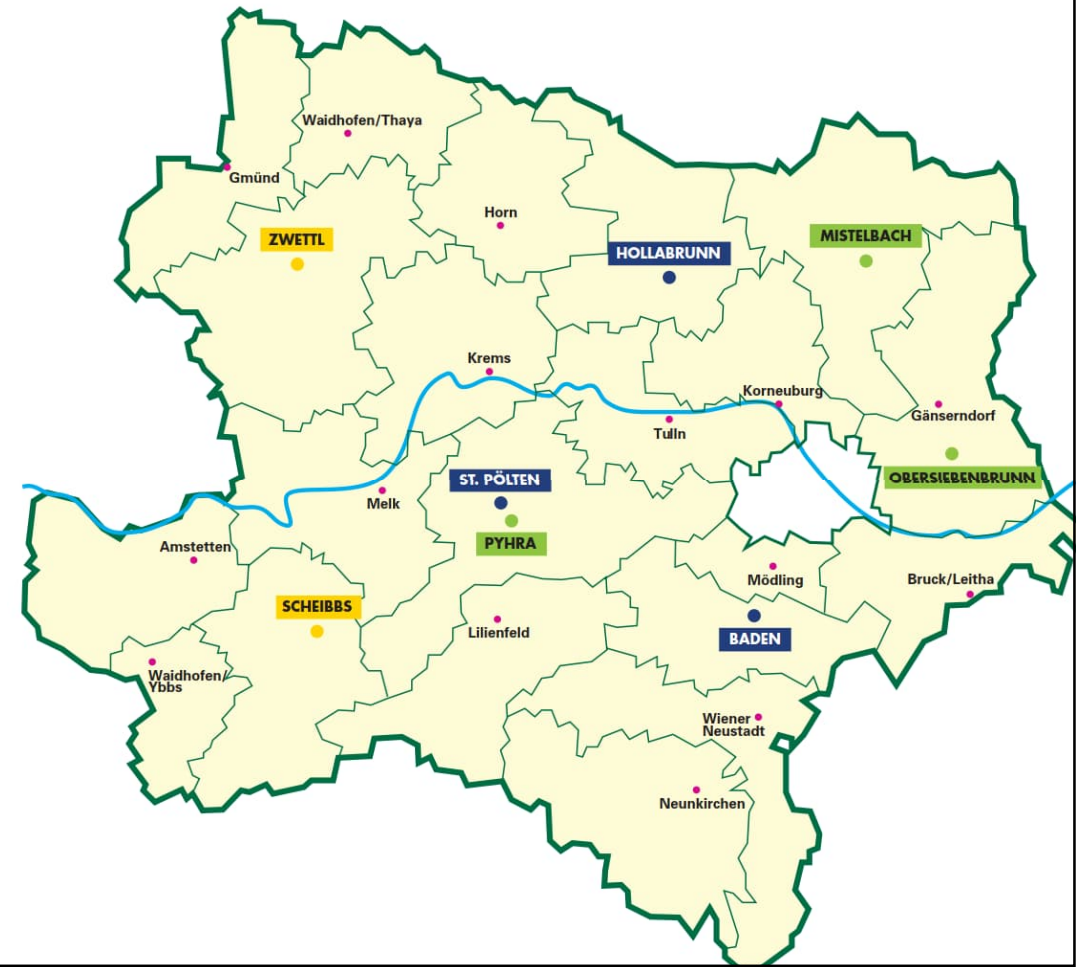 Waidhofen/Thaya
Gmünd
Horn
ZWETTL
MISTELBACH
HOLLABRUNN
Krems
Korneuburg
Gänserndorf
Tulln
ST. PÖLTEN
OBERSIEBENBRUNN
Melk
PYHRA
Amstetten
Mödling
Bruck/Leitha
SCHEIBBS
Lilienfeld
BADEN
Waidhofen/
Ybbs
Wiener
Neustadt
Neunkirchen